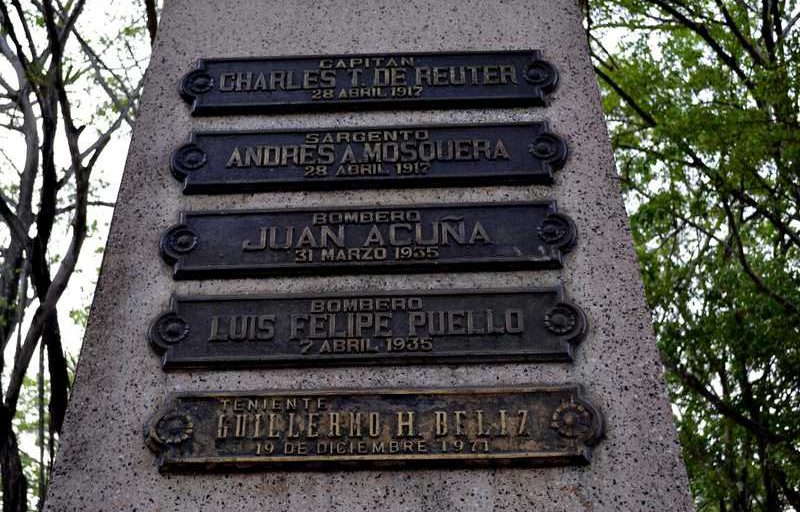 CAPITAN
CHARLES T. DE REUTER
28 ABRIL 1917
SARGENTO
ANDRES A. MOSQUERA
28 ABRIL 1917
BOMBERO
JUAN ACUÑA
31 MARZO 1935
BOMBERO
LUIS FELIPE PUELLO
7 ABRIL 1935
TENIENTE
GUILLERMO H BELIZ
19 DE DICIEMBRE 1971